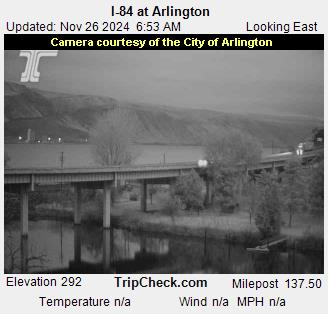 I-84 at Arlington
Updated: Nov 26 2024 6:53 AM Looking East
Camera courtesy of the City of Arlington
Elevation 292 TripCheck.com Milepost 137.50
Temperature n/a Wind n/a MPH n/a